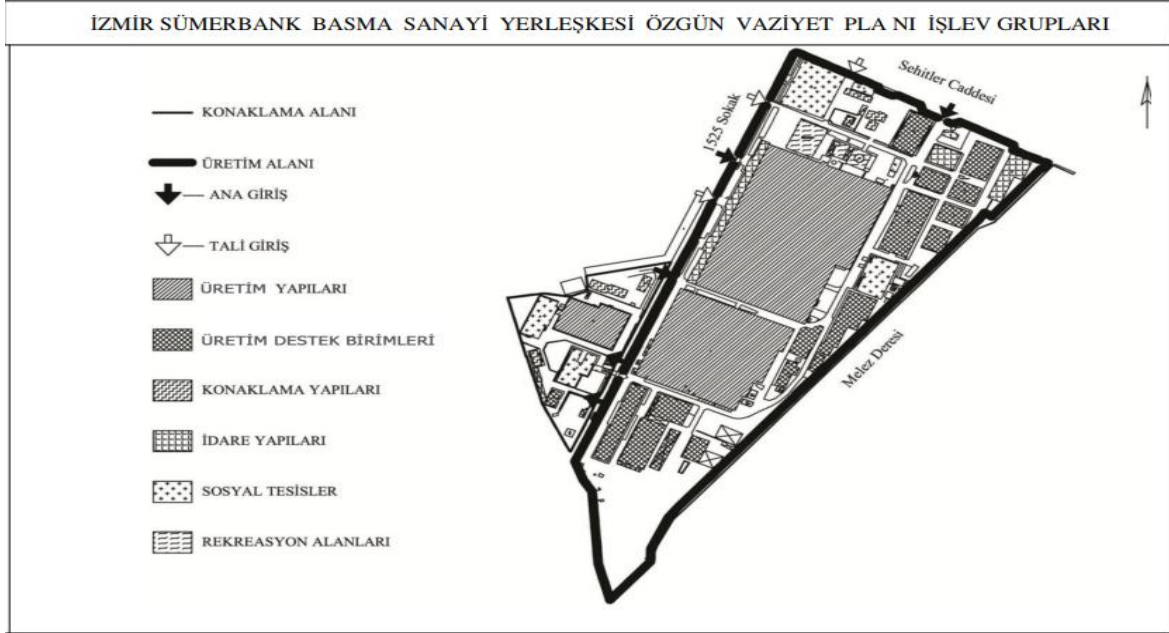 İZMİR SÜMERBANK BASMA SANAYİ YERLEŞKESİ ÖZGÜN VAZİYET PLA NI İŞLEV GRUPLARI
Sehitler Caddesi
1525 Sokak
Melez Deresi
KONAKLAMA ALANI
ÜRETİM ALANI
ANA GİRİŞ
TALİ GİRİŞ
ÜRETİM YAPILARI
ÜRETİM DESTEK BİRİMLERİ
KONAKLAMA YAPILARI
İDARE YAPILARI
SOSYAL TESİSLER
REKREASYON ALANLARI